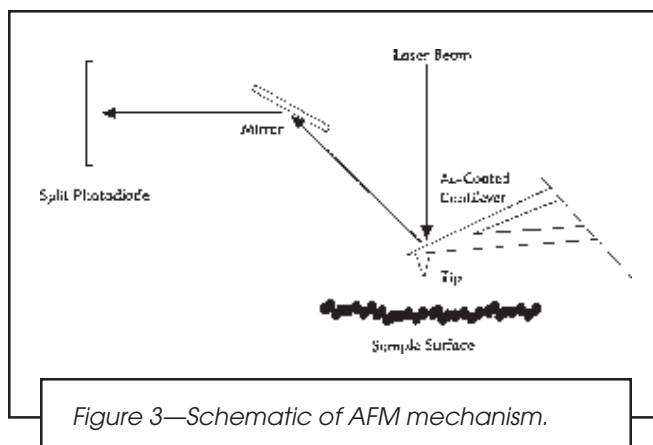 Laser Beam
Mirror
Split Photodiode
Au-Coated
Cantilever
Tip
Sample Surface
Figure 3—Schematic of AFM mechanism.